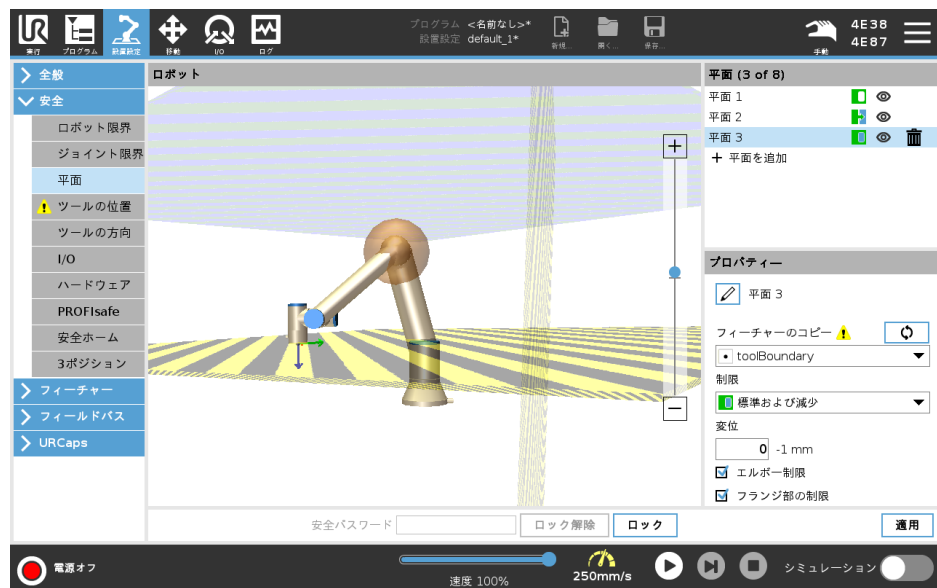 プログラム <名前なし>*
設置設定 default_1*
実行 プログラム 設置設定 移動 I/O ログ
新規... 開く... 保存...
手動
4E38
4E87
全般
安全
ロボット限界
ジョイント限界
平面
ツールの位置
ツールの方向
I/O
ハードウェア
PROFIsafe
安全ホーム
3ポジション
フィーチャー
フィールドバス
URCaps
ロボット
平面 (3 of 8)
平面 1
平面 2
平面 3
+ 平面を追加
プロパティー
平面 3
フィーチャーのコピー
toolBoundary
制限
標準および減少
変位
0 -1 mm
エルボー制限
フランジ部の制限
安全パスワード ロック解除 ロック 適用
電源オフ
速度 100%
250mm/s
シミュレーション